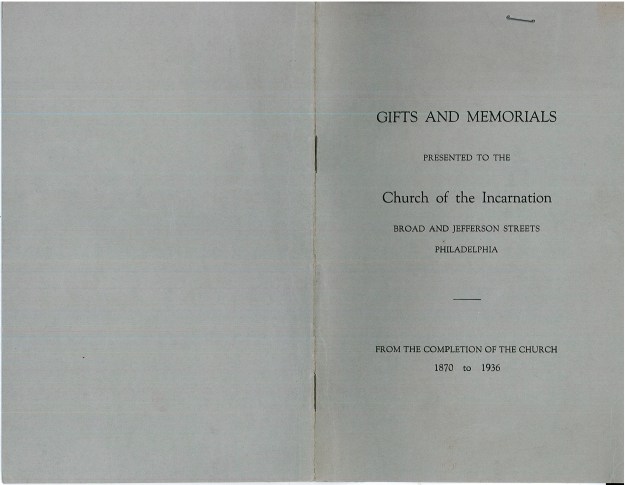 GIFTS AND MEMORIALS
PRESENTED TO THE
Church of the Incarnation
BROAD AND JEFFERSON STREETS
PHILADELPHIA
FROM THE COMPLETION OF THE CHURCH
1870 to 1936